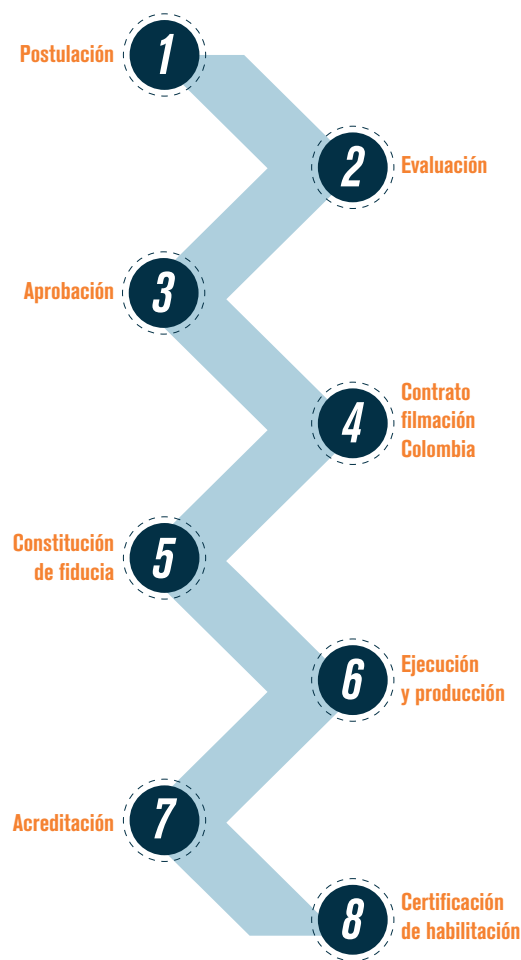 1
Postulación
2
Evaluación
3
Aprobación
4
Contrato
filmación
Colombia
5
Constitución
de fiducia
6
Ejecución
y producción
7
Acreditación
8
Certificación
de habilitación